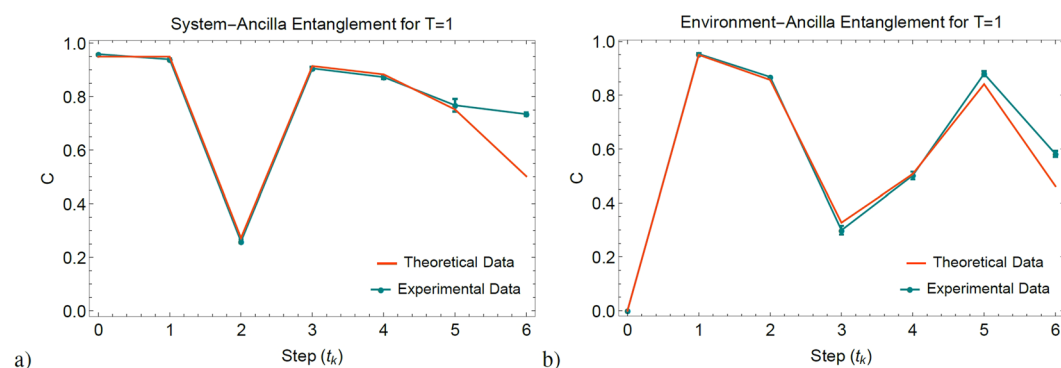 System-Ancilla Entanglement for T=1
1.0
0.8
0.6
C
0.4
0.2
0.0
Theoretical Data
Experimental Data
0 1 2 3 4 5 6
Step (tk)
a)
Environment-Ancilla Entanglement for T=1
1.0
0.8
0.6
C
0.4
0.2
0.0
Theoretical Data
Experimental Data
0 1 2 3 4 5 6
Step (tk)
b)